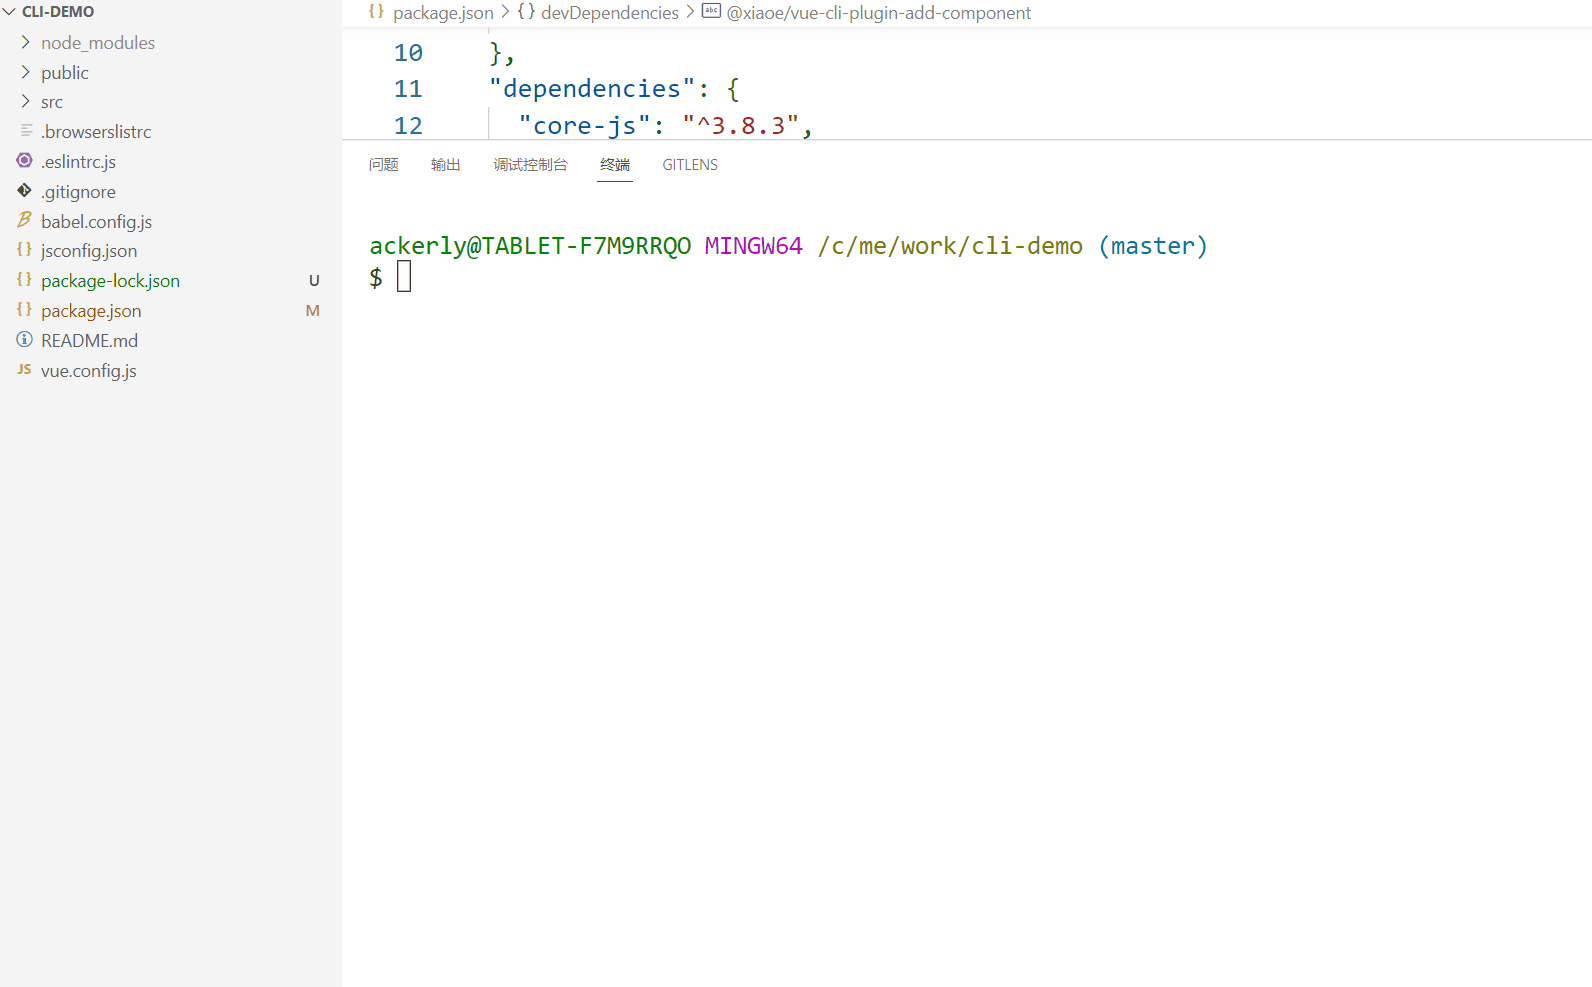 CLI-DEMO
node_modules
public
src
.browserslistrc
.eslintrc.js
.gitignore
babel.config.js
jsconfig.json
package-lock.json U
package.json M
README.md
JS vue.config.js
{} package.json > {} devDependencies > abc @xiaoe/vue-cli-plugin-add-component
10 },
11 "dependencies": {
12 "core-js": "^3.8.3",
问题 输出 调试控制台 终端 GITLENS
ackerly@TABLET-F7M9RRQO MINGW64 /c/me/work/cli-demo (master)
$